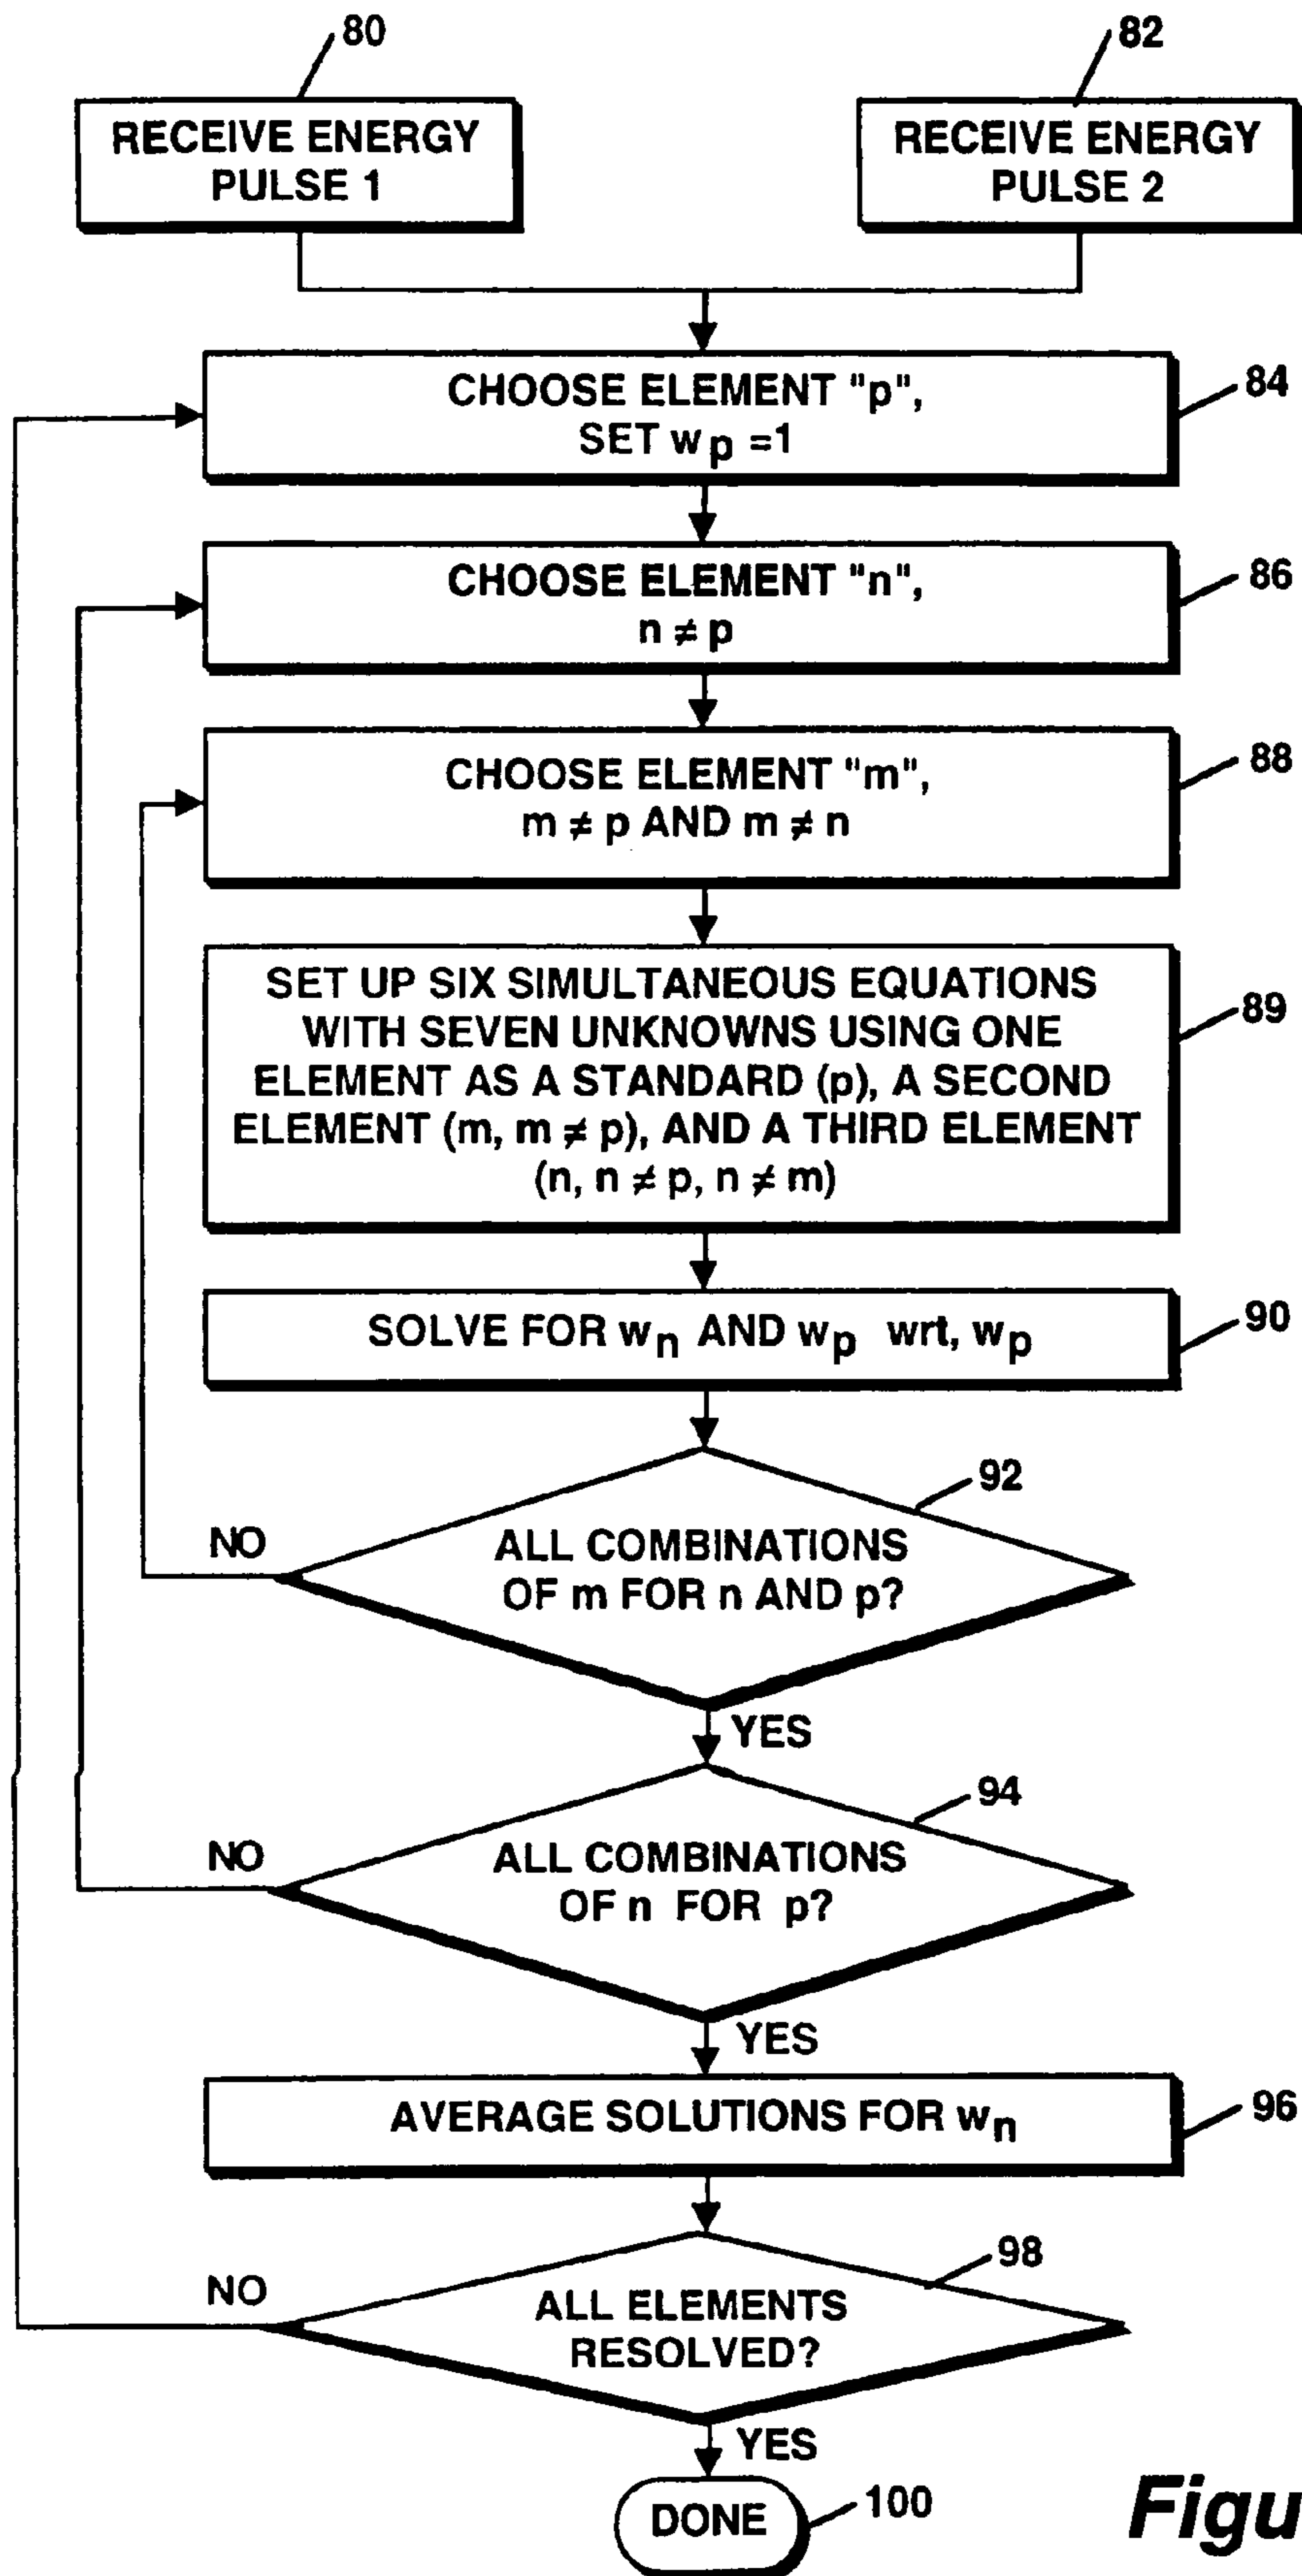 80
82
RECEIVE ENERGY
PULSE 1
RECEIVE ENERGY
PULSE 2
CHOOSE ELEMENT "p",
SET wp =1
84
CHOOSE ELEMENT "n",
n ≠ p
86
CHOOSE ELEMENT "m",
m ≠ p AND m ≠ n
88
SET UP SIX SIMULTANEOUS EQUATIONS
WITH SEVEN UNKNOWNS USING ONE
ELEMENT AS A STANDARD (p), A SECOND
ELEMENT (m, m ≠ p), AND A THIRD ELEMENT
(n, n ≠ p, n ≠ m)
89
SOLVE FOR wn AND wp wrt, wp
90
92
ALL COMBINATIONS
OF m FOR n AND p?
NO
YES
94
ALL COMBINATIONS
OF n FOR p?
NO
YES
AVERAGE SOLUTIONS FOR wn
96
98
ALL ELEMENTS
RESOLVED?
NO
YES
DONE
100
Figu